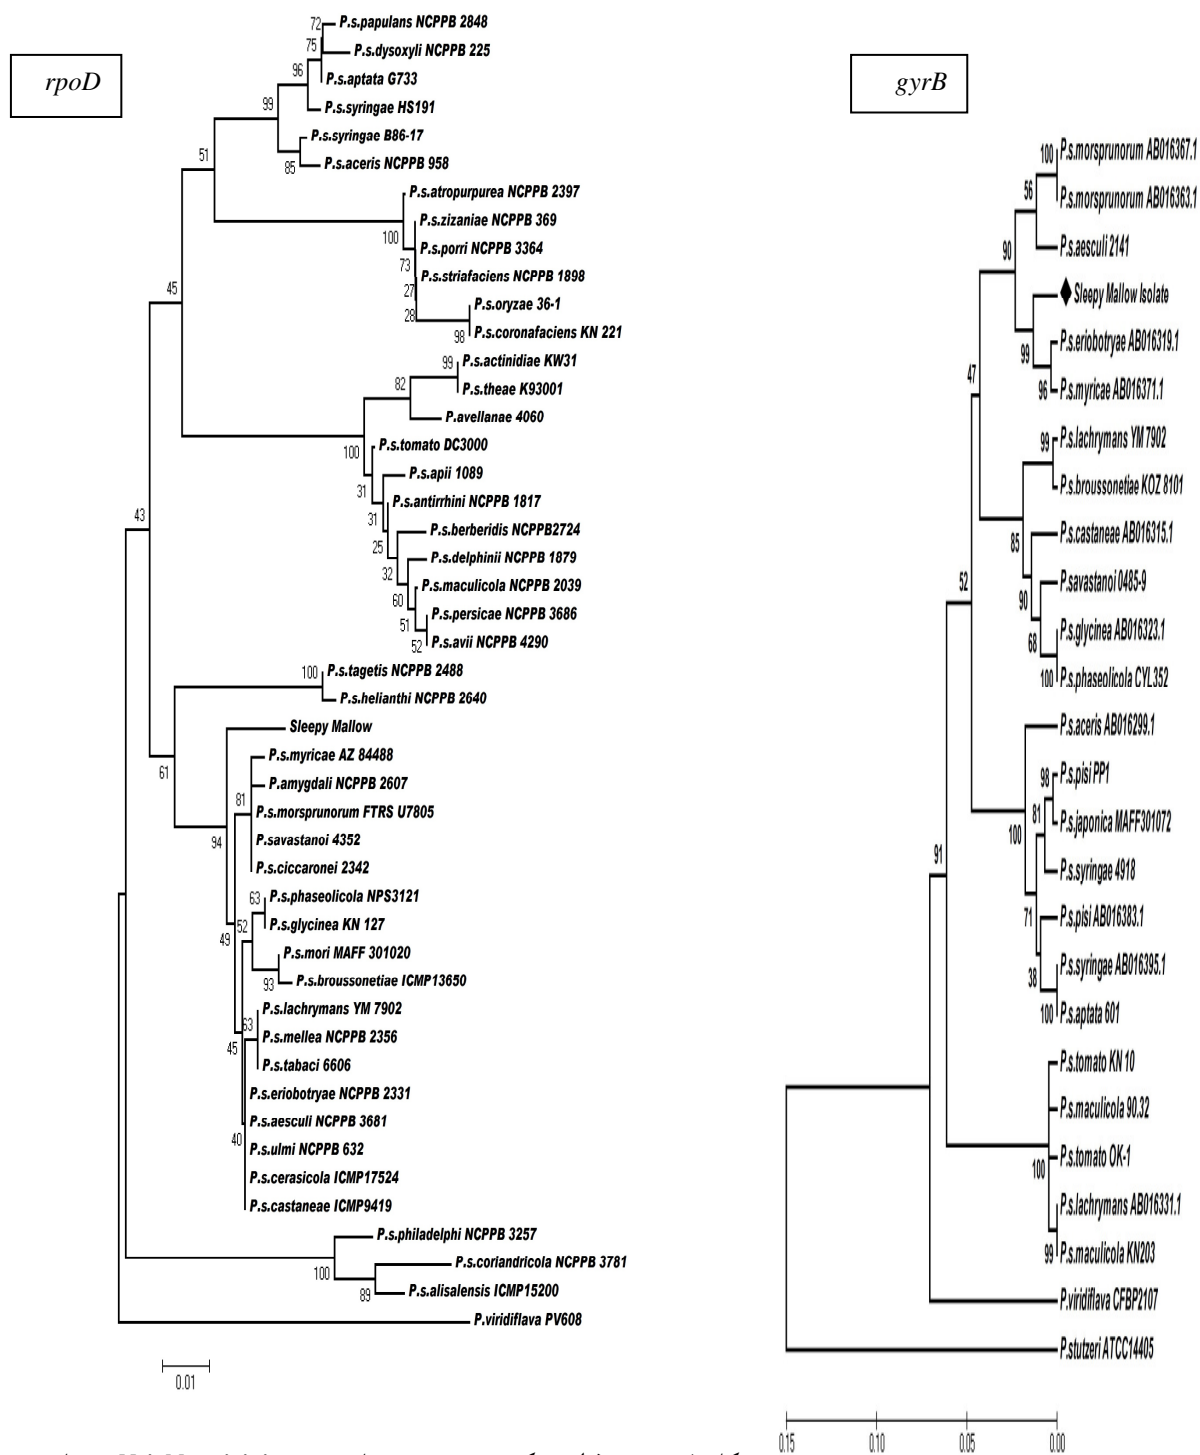 rpoD
72
P.s.papulans NCPPB 2848
75
P.s.dysoxyli NCPPB 225
96
P.s.aptata G733
99
P.s.syringae HS191
P.s.syringae B86-17
85
P.s.aceris NCPPB 958
51
P.s.atropurpurea NCPPB 2397
P.s.zizaniae NCPPB 369
100
P.s.porri NCPPB 3364
73
P.s.striafaciens NCPPB 1898
27
45
P.s.oryzae 36-1
28
P.s.coronafaciens KN 221
98
P.s.actinidiae KW31
99
P.s.theae K93001
82
P.avellanae 4060
P.s.tomato DC3000
100
P.s.apii 1089
31
P.s.antirrhini NCPPB 1817
31
P.s.berberidis NCPPB2724
43
25
P.s.delphinii NCPPB 1879
32
P.s.maculicola NCPPB 2039
60
P.s.persicae NCPPB 3686
51
P.s.avii NCPPB 4290
52
100
P.s.tagetis NCPPB 2488
P.s.helianthi NCPPB 2640
Sleepy Mallow
61
P.s.myricae AZ 84488
P.amygdali NCPPB 2607
81
P.s.morsprunorum FTRS U7805
94
P.savastanoi 4352
P.s.ciccaronei 2342
63
P.s.phaseolicola NPS3121
52
P.s.glycinea KN 127
49
P.s.mori MAFF 301020
93
P.s.broussonetiae ICMP13650
P.s.lachrymans YM 7902
63
P.s.mellea NCPPB 2356
45
P.s.tabaci 6606
P.s.eriobotryae NCPPB 2331
P.s.aesculi NCPPB 3681
40
P.s.ulmi NCPPB 632
P.s.cerasicola ICMP17524
P.s.castaneae ICMP9419
P.s.philadelphi NCPPB 3257
100
P.s.coriandricola NCPPB 3781
89
P.s.alisalensis ICMP15200
P.viridiflava PV608
0.01
gyrB
100
P.s.morsprunorum AB016367.1
56
P.s.morsprunorum AB016363.1
90
P.s.aesculi 2141
Sleepy Mallow Isolate
99
P.s.eriobotryae AB016319.1
96
P.s.myricae AB016371.1
47
99
P.s.lachrymans YM 7902
P.s.broussonetiae KOZ 8101
85
P.s.castaneae AB016315.1
52
90
P.savastanoi 0485-9
68
P.s.glycinea AB016323.1
100
P.s.phaseolicola CYL352
P.s.aceris AB016299.1
98
P.s.pisi PP1
81
P.s.japonica MAFF301072
100
91
P.s.syringae 4918
71
P.s.pisi AB016383.1
38
P.s.syringae AB016395.1
100
P.s.aptata 601
P.s.tomato KN 10
P.s.maculicola 90.32
100
P.s.tomato OK-1
P.s.lachrymans AB016331.1
99
P.s.maculicola KN203
P.viridiflava CFBP2107
P.stutzeri ATCC14405
0.15 0.10 0.05 0.00